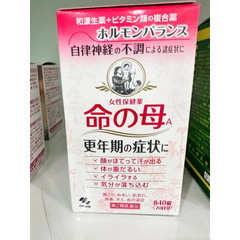 和漢生薬+ビタミン類の複合薬
ホルモンバランス
自律神経の不調による諸症状に
女性保健薬
命の母A
更年期の症状に
顔がほてって汗が出る
体が重だるい
イライラする
気分が落ち込む
840錠
第2類医薬品